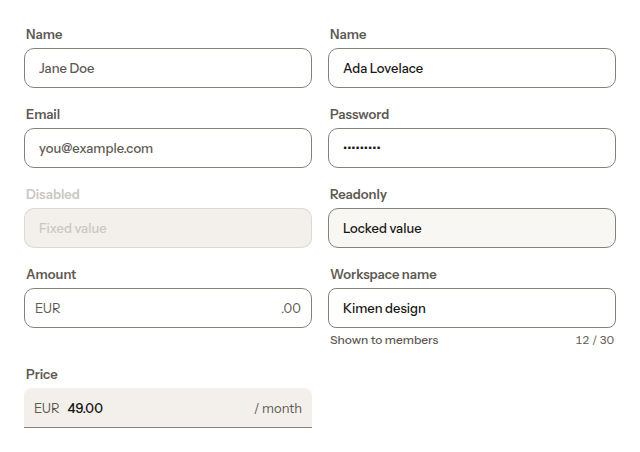 Name
Name
Jane Doe
Ada Lovelace
Email
Password
you@example.com
•••••••••
Disabled
Readonly
Fixed value
Locked value
Amount
Workspace name
EUR .00
Kimen design
Shown to members 12 / 30
Price
EUR 49.00 / month